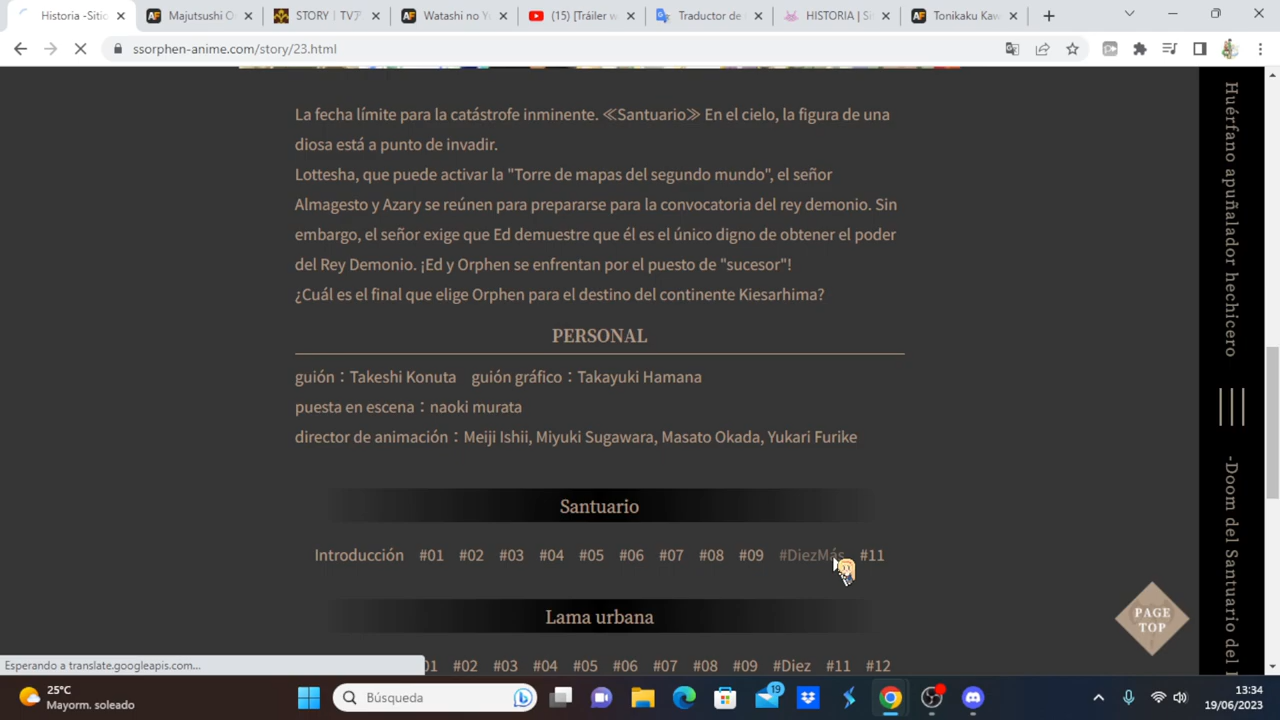 Historia -Sitio
Majutsushi O
STORY | TVア
Watashi no Y
(15) [Tráiler w
Traductor de
HISTORIA | Si
Tonikaku Kaw
ssorphen-anime.com/story/23.html
La fecha límite para la catástrofe inminente. ≪Santuario≫ En el cielo, la figura de una
diosa está a punto de invadir.
Lottesha, que puede activar la "Torre de mapas del segundo mundo", el señor
Almagesto y Azary se reúnen para prepararse para la convocatoria del rey demonio. Sin
embargo, el señor exige que Ed demuestre que él es el único digno de obtener el poder
del Rey Demonio. ¡Ed y Orphen se enfrentan por el puesto de "sucesor"!
¿Cuál es el final que elige Orphen para el destino del continente Kiesarhima?
PERSONAL
guión：Takeshi Konuta guión gráfico：Takayuki Hamana
puesta en escena：naoki murata
director de animación：Meiji Ishii, Miyuki Sugawara, Masato Okada, Yukari Furike
Santuario
Introducción #01 #02 #03 #04 #05 #06 #07 #08 #09 #DiezMás #11
Lama urbana
01 #02 #03 #04 #05 #06 #07 #08 #09 #Diez #11 #12
Huérfano apuñalador hechicero
-Doom del Santuario del
PAGE
TOP
Esperando a translate.googleapis.com...
25°C
Mayorm. soleado
Búsqueda
19
13:34
19/06/2023